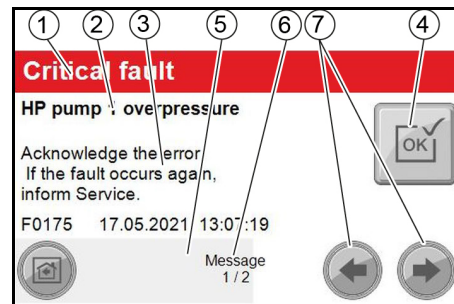 1 2 3 5 6 7 4
Critical fault
HP pump 1 overpressure
OK
Acknowledge the error
If the fault occurs again,
inform Service.
F0175 17.05.2021 13:07:19
Message
1 / 2